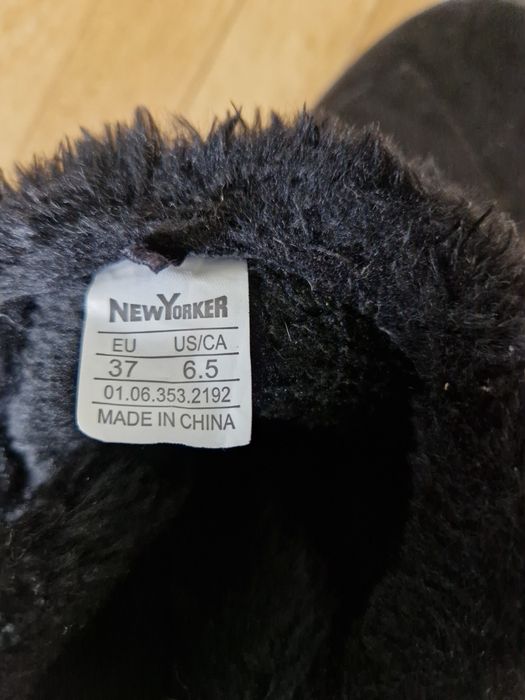 NEWYORKER
EU US/CA
37 6.5
01.06.353.2192
MADE IN CHINA